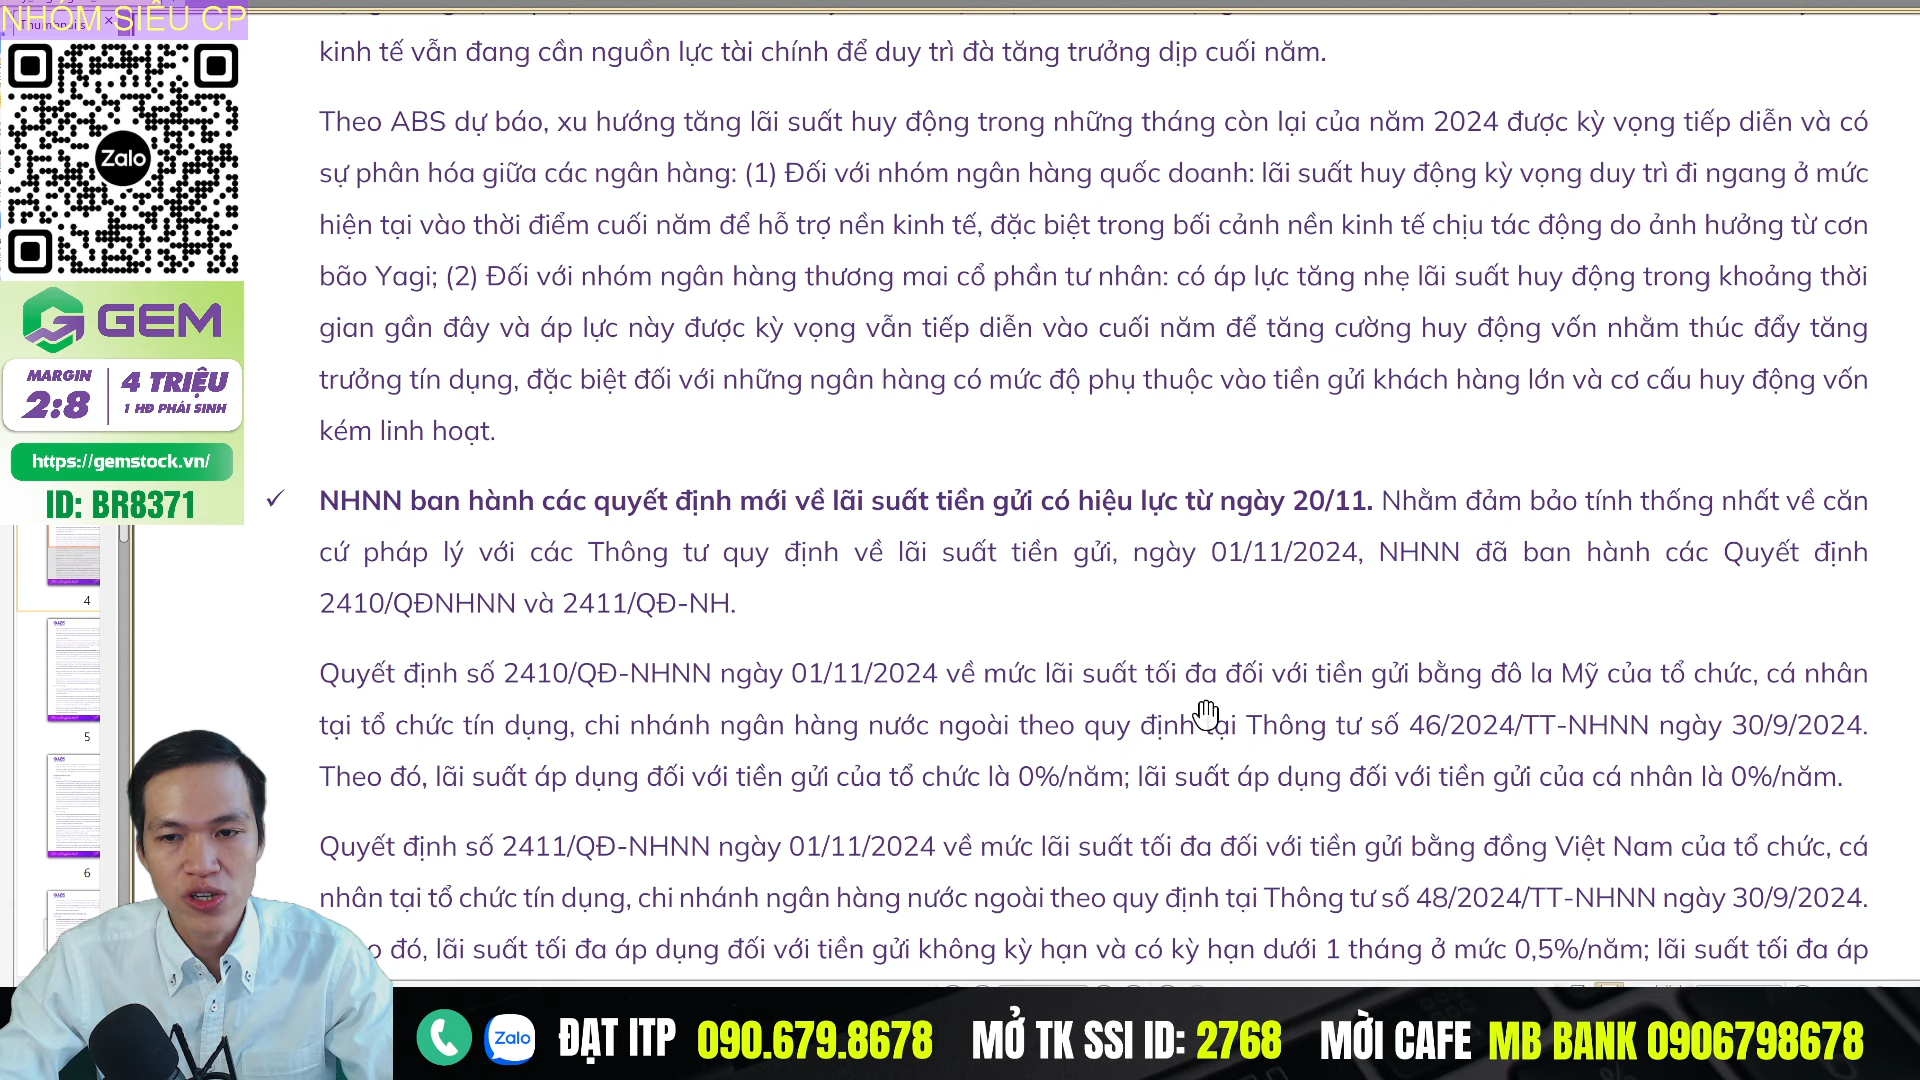 NHÓM SIÊU CP
Zalo
GEM
MARGIN
2:8
4 TRIỆU
1 HĐ PHÁI SINH
https://gemstock.vn/
ID: BR8371
4
5
6
kinh tế vẫn đang cần nguồn lực tài chính để duy trì đà tăng trưởng dịp cuối năm.
Theo ABS dự báo, xu hướng tăng lãi suất huy động trong những tháng còn lại của năm 2024 được kỳ vọng tiếp diễn và có
sự phân hóa giữa các ngân hàng: (1) Đối với nhóm ngân hàng quốc doanh: lãi suất huy động kỳ vọng duy trì đi ngang ở mức
hiện tại vào thời điểm cuối năm để hỗ trợ nền kinh tế, đặc biệt trong bối cảnh nền kinh tế chịu tác động do ảnh hưởng từ cơn
bão Yagi; (2) Đối với nhóm ngân hàng thương mai cổ phần tư nhân: có áp lực tăng nhẹ lãi suất huy động trong khoảng thời
gian gần đây và áp lực này được kỳ vọng vẫn tiếp diễn vào cuối năm để tăng cường huy động vốn nhằm thúc đẩy tăng
trưởng tín dụng, đặc biệt đối với những ngân hàng có mức độ phụ thuộc vào tiền gửi khách hàng lớn và cơ cấu huy động vốn
kém linh hoạt.
✓ NHNN ban hành các quyết định mới về lãi suất tiền gửi có hiệu lực từ ngày 20/11. Nhằm đảm bảo tính thống nhất về căn
cứ pháp lý với các Thông tư quy định về lãi suất tiền gửi, ngày 01/11/2024, NHNN đã ban hành các Quyết định
2410/QĐNHNN và 2411/QĐ-NH.
Quyết định số 2410/QĐ-NHNN ngày 01/11/2024 về mức lãi suất tối đa đối với tiền gửi bằng đô la Mỹ của tổ chức, cá nhân
tại tổ chức tín dụng, chi nhánh ngân hàng nước ngoài theo quy định tại Thông tư số 46/2024/TT-NHNN ngày 30/9/2024.
Theo đó, lãi suất áp dụng đối với tiền gửi của tổ chức là 0%/năm; lãi suất áp dụng đối với tiền gửi của cá nhân là 0%/năm.
Quyết định số 2411/QĐ-NHNN ngày 01/11/2024 về mức lãi suất tối đa đối với tiền gửi bằng đồng Việt Nam của tổ chức, cá
nhân tại tổ chức tín dụng, chi nhánh ngân hàng nước ngoài theo quy định tại Thông tư số 48/2024/TT-NHNN ngày 30/9/2024.
đó, lãi suất tối đa áp dụng đối với tiền gửi không kỳ hạn và có kỳ hạn dưới 1 tháng ở mức 0,5%/năm; lãi suất tối đa áp
Zalo ĐẶT ITP 090.679.8678 MỞ TK SSI ID: 2768 MỜI CAFE MB BANK 0906798678